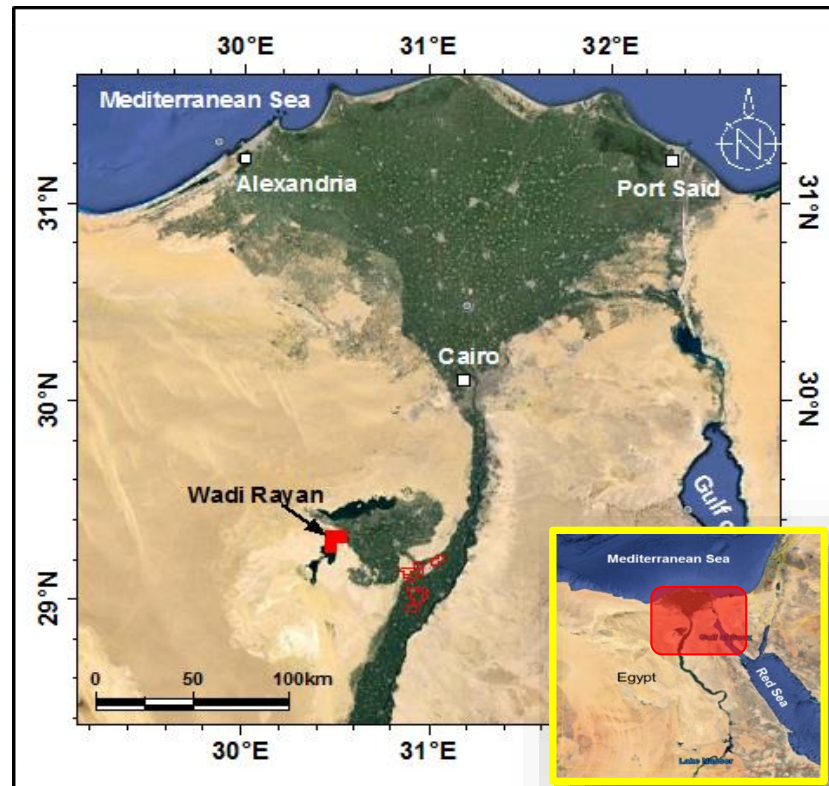 30°E 31°E 32°E
Mediterranean Sea
N
Alexandria
Port Said
31°N
31°N
Cairo
30°N
30°N
Wadi Rayan
Gulf
29°N
0 50 100km
30°E 31°E
Mediterranean Sea
Egypt
Red Sea